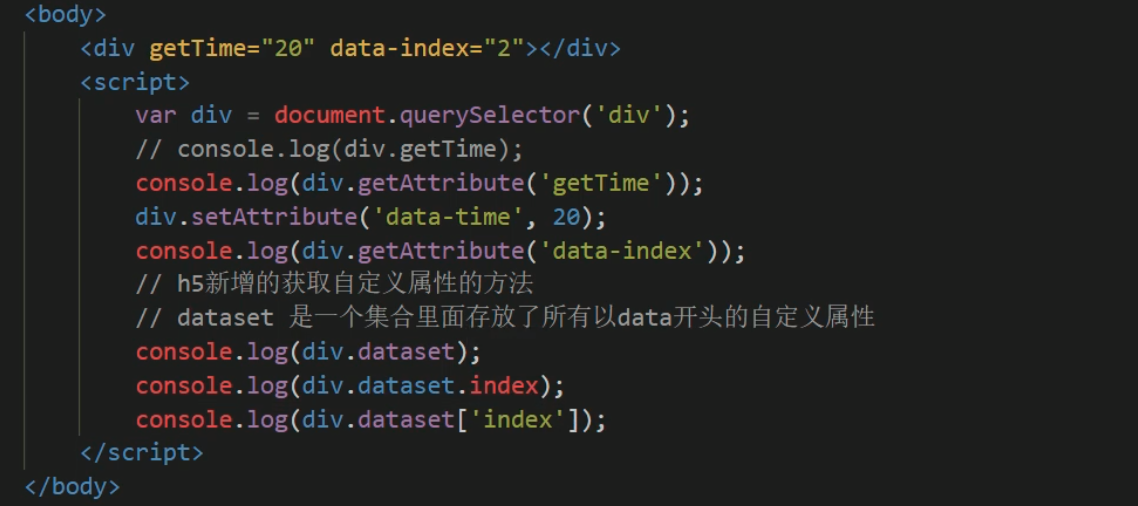 <body>
<div getTime="20" data-index="2"></div>
<script>
var div = document.querySelector('div');
// console.log(div.getTime);
console.log(div.getAttribute('getTime'));
div.setAttribute('data-time', 20);
console.log(div.getAttribute('data-index'));
// h5新增的获取自定义属性的方法
// dataset 是一个集合里面存放了所有以data开头的自定义属性
console.log(div.dataset);
console.log(div.dataset.index);
console.log(div.dataset['index']);
</script>
</body>